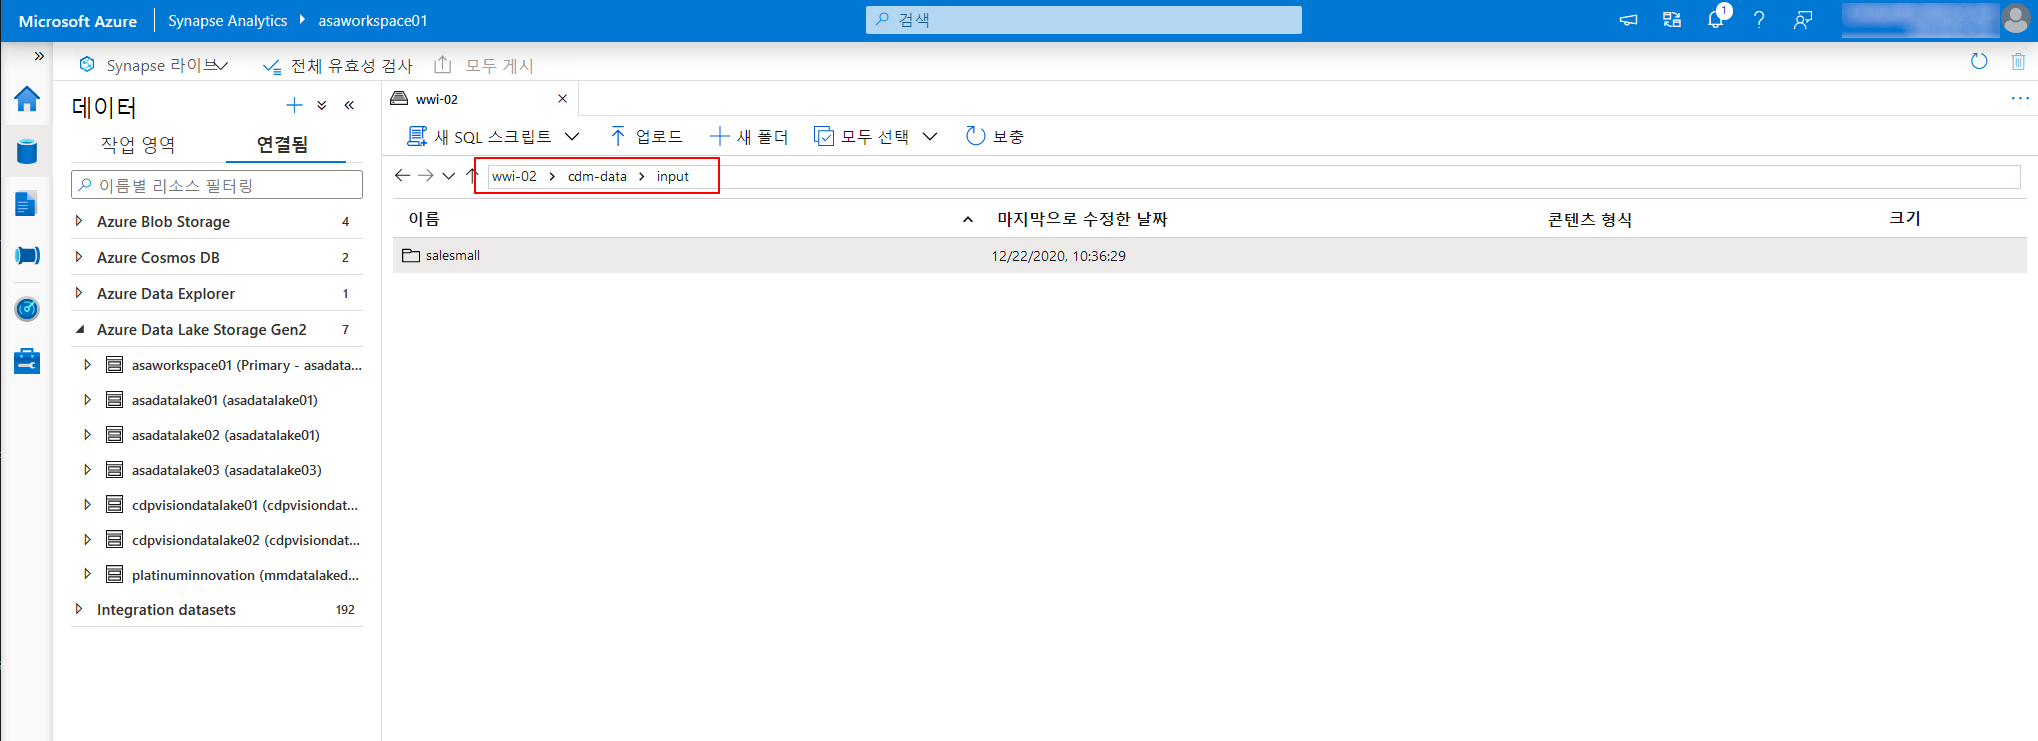 Microsoft Azure
Synapse Analytics
asaworkspace01
검색
1
Synapse 라이브
전체 유효성 검사
모두 게시
데이터
작업 영역
연결됨
이름별 리소스 필터링
Azure Blob Storage 4
Azure Cosmos DB 2
Azure Data Explorer 1
Azure Data Lake Storage Gen2 7
asaworkspace01 (Primary - asadata...
asadatalake01 (asadatalake01)
asadatalake02 (asadatalake01)
asadatalake03 (asadatalake03)
cdpvisiondatalake01 (cdpvisiondat...
cdpvisiondatalake02 (cdpvisiondat...
platinuminnovation (mmdatalaked...
Integration datasets 192
wwi-02
새 SQL 스크립트
업로드
새 폴더
모두 선택
보충
wwi-02 > cdm-data > input
이름
마지막으로 수정한 날짜
콘텐츠 형식
크기
salesmall
12/22/2020, 10:36:29